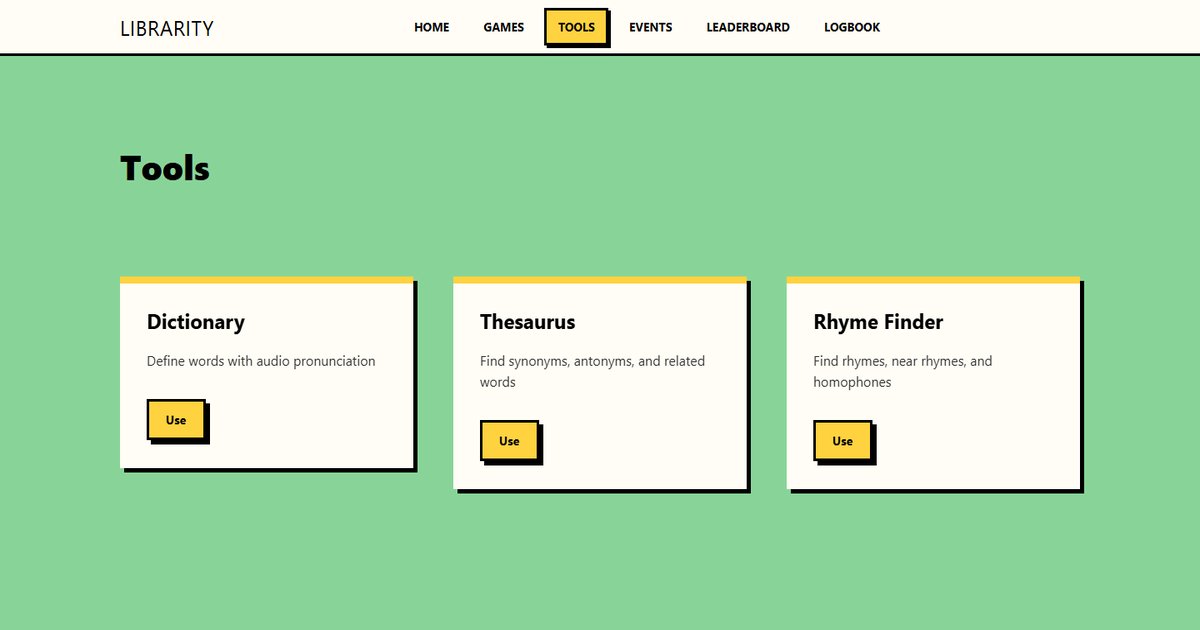 LIBRARITY
HOME GAMES TOOLS EVENTS LEADERBOARD LOGBOOK
Tools
Dictionary
Define words with audio pronunciation
Use
Thesaurus
Find synonyms, antonyms, and related
words
Use
Rhyme Finder
Find rhymes, near rhymes, and
homophones
Use